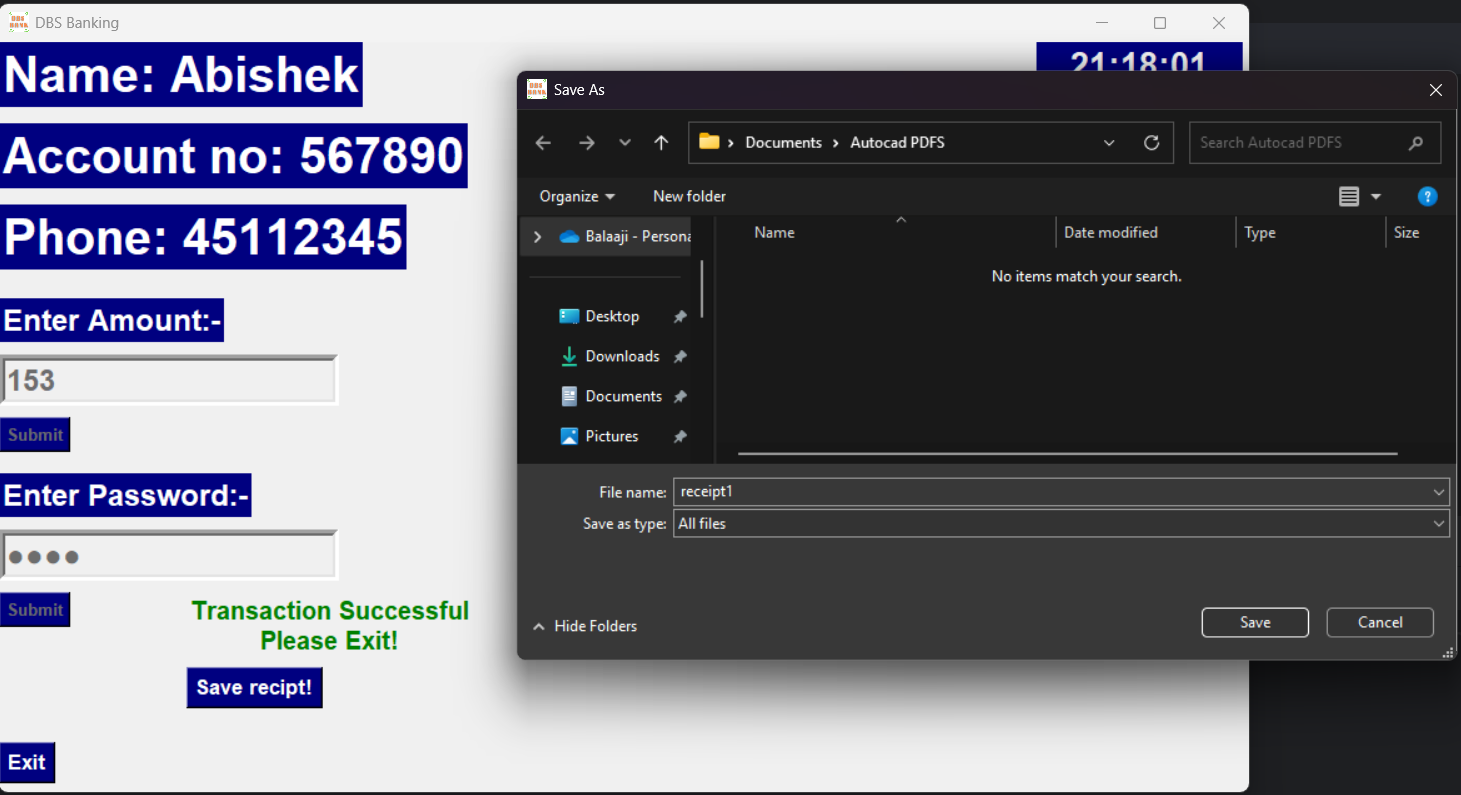 DBS Banking
Name: Abishek
21:18:01
Account no: 567890
Phone: 45112345
Enter Amount:-
153
Submit
Enter Password:-
●●●●
Submit
Transaction Successful
Please Exit!
Save recipt!
Exit
Save As
Documents
Autocad PDFS
Search Autocad PDFS
Organize
New folder
Balaaji - Persona
Desktop
Downloads
Documents
Pictures
Name
Date modified
Type
Size
No items match your search.
File name:
receipt1
Save as type:
All files
Hide Folders
Save
Cancel